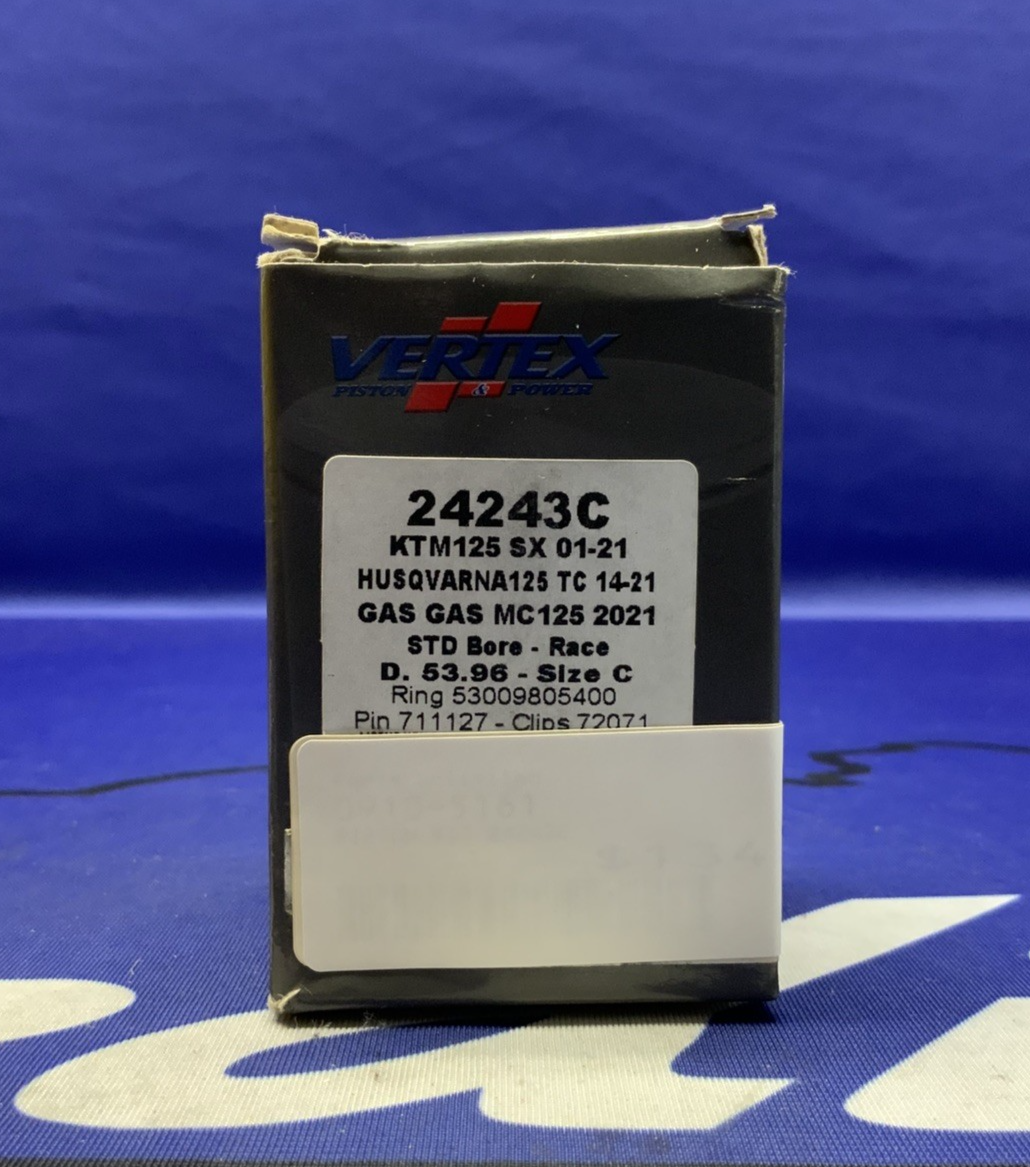 VERTEX
PISTON & POWER
24243C
KTM125 SX 01-21
HUSQVARNA125 TC 14-21
GAS GAS MC125 2021
STD Bore - Race
D. 53.96 - Size C
Ring 53009805400
Pin 711127 - Clips 72071